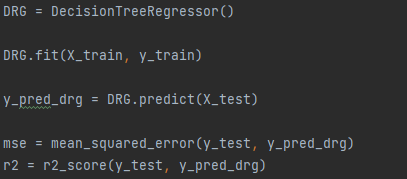 DRG = DecisionTreeRegressor()
DRG.fit(X_train, y_train)
y_pred_drg = DRG.predict(X_test)
mse = mean_squared_error(y_test, y_pred_drg)
r2 = r2_score(y_test, y_pred_drg)